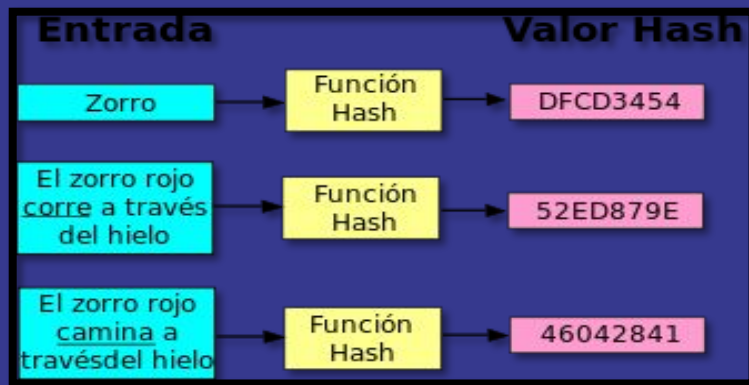 Entrada Valor Hash
Zorro
Función
Hash
DFCD3454
El zorro rojo
corre a través
del hielo
Función
Hash
52ED879E
El zorro rojo
camina a
travésdel hielo
Función
Hash
46042841